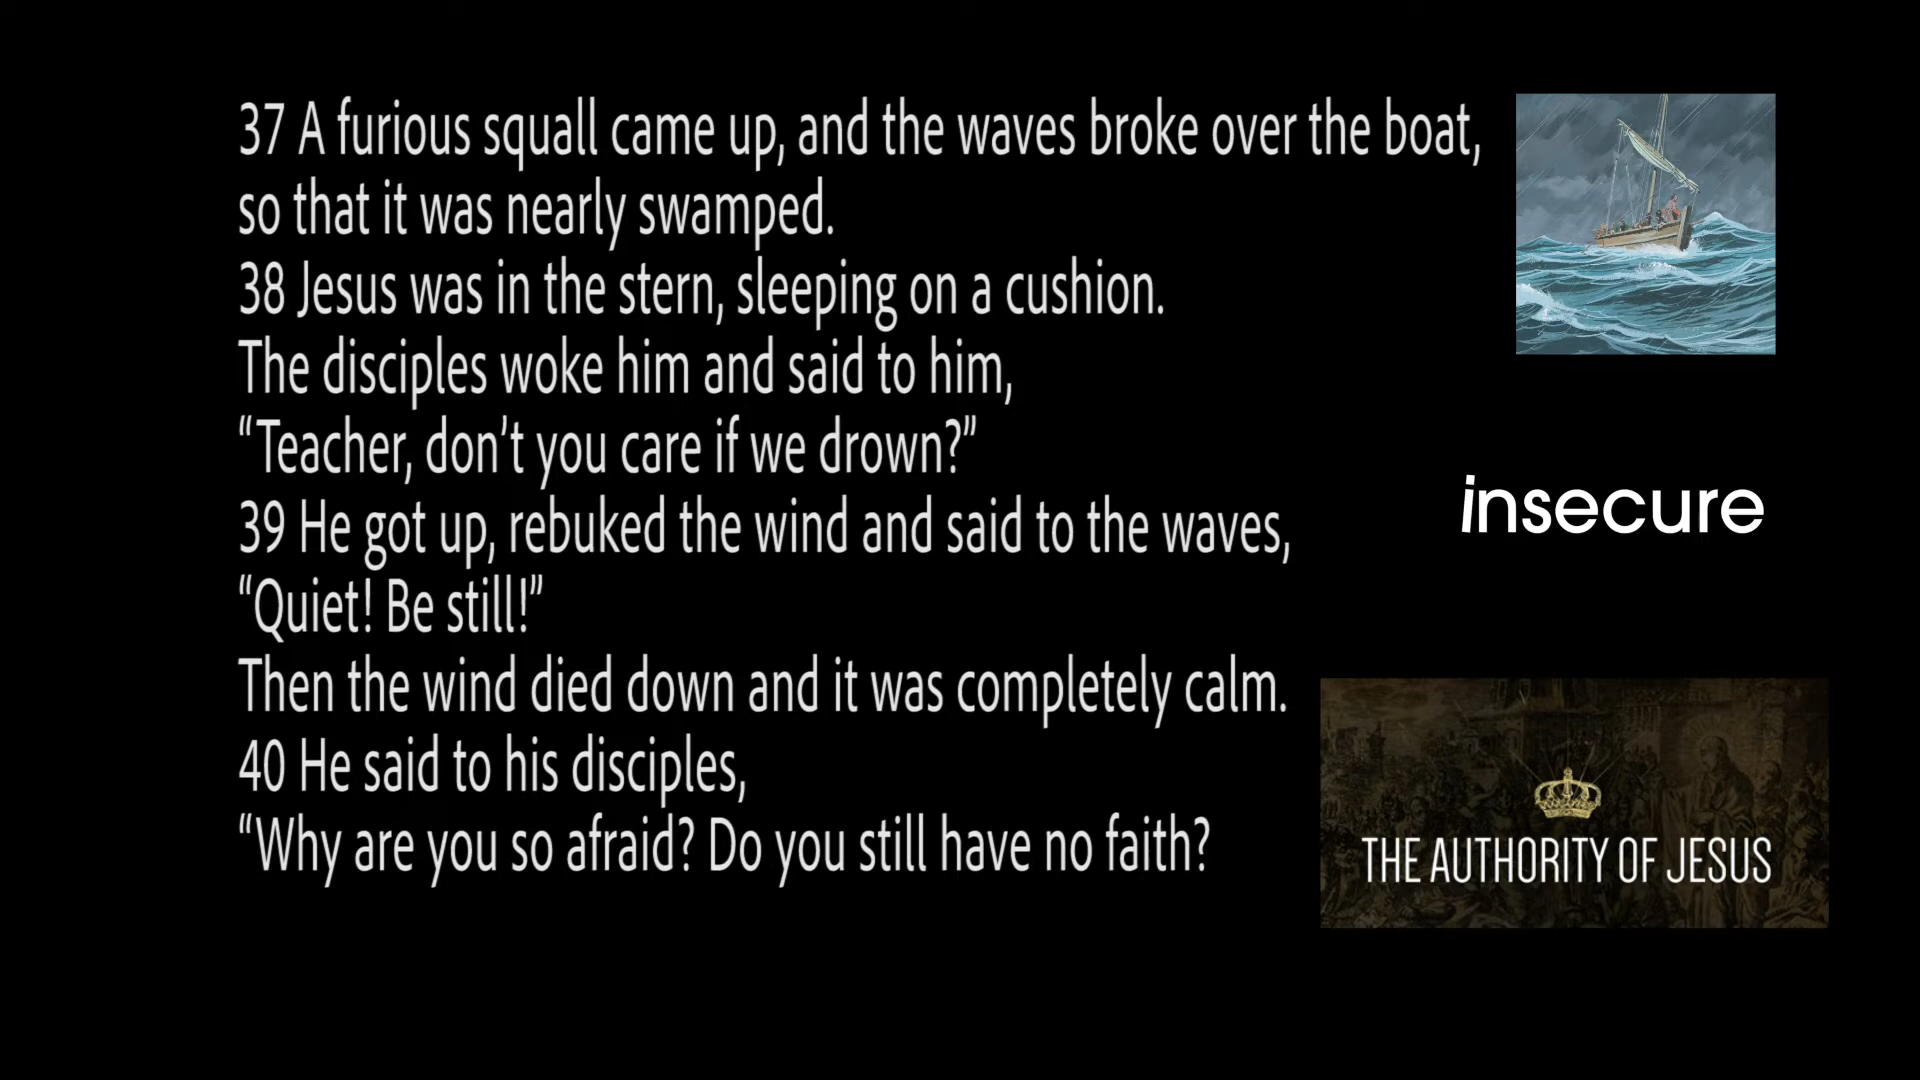 37 A furious squall came up, and the waves broke over the boat,
so that it was nearly swamped.
38 Jesus was in the stern, sleeping on a cushion.
The disciples woke him and said to him,
“Teacher, don’t you care if we drown?”
39 He got up, rebuked the wind and said to the waves,
“Quiet! Be still!”
Then the wind died down and it was completely calm.
40 He said to his disciples,
“Why are you so afraid? Do you still have no faith?
insecure
THE AUTHORITY OF JESUS